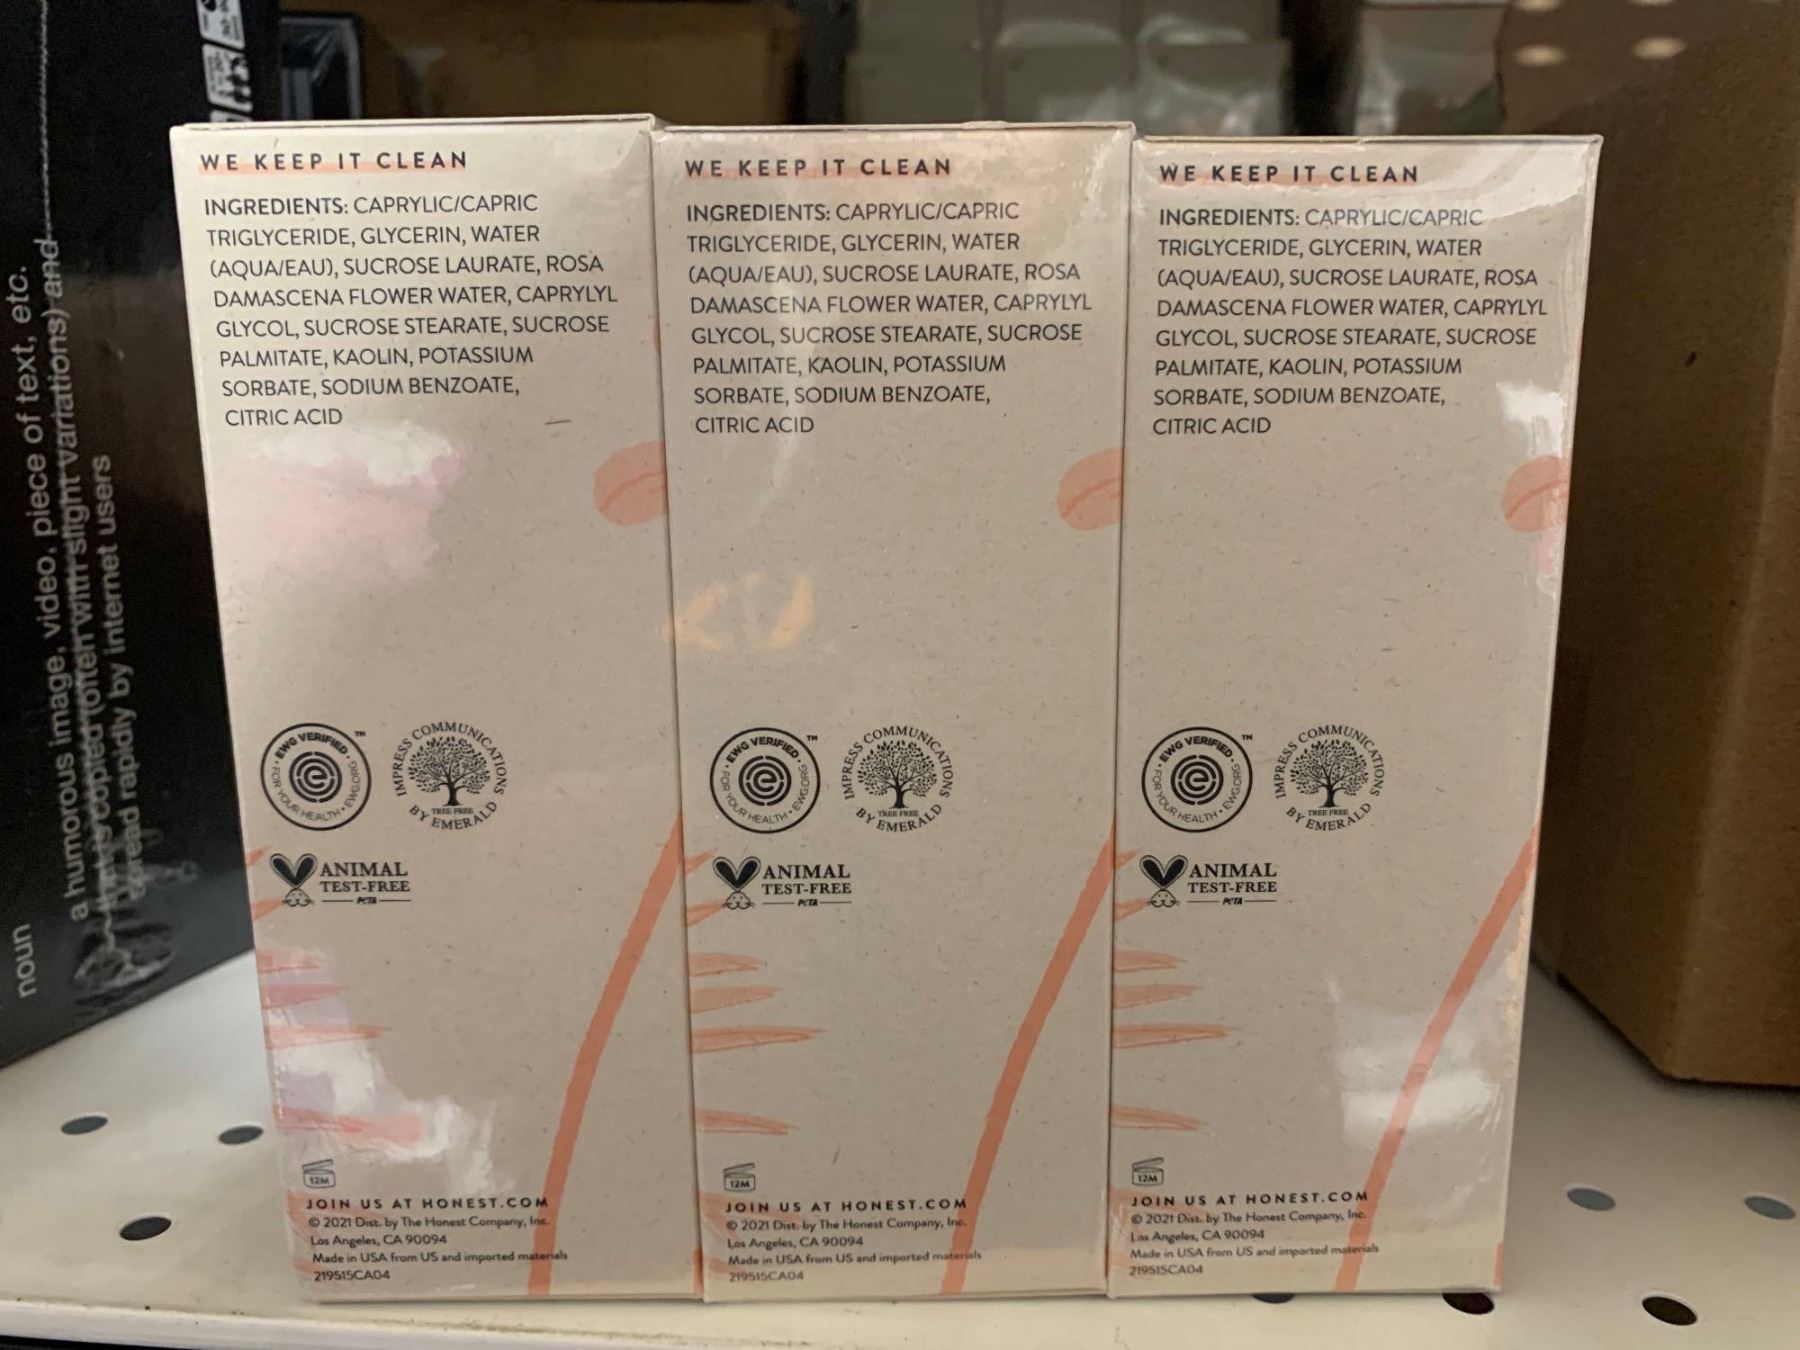 noun
a humorous image, video, piece of text, etc.
that is copied (often with slight variations) and
spread rapidly by internet users
WE KEEP IT CLEAN
INGREDIENTS: CAPRYLIC/CAPRIC
TRIGLYCERIDE, GLYCERIN, WATER
(AQUA/EAU), SUCROSE LAURATE, ROSA
DAMASCENA FLOWER WATER, CAPRYLYL
GLYCOL, SUCROSE STEARATE, SUCROSE
PALMITATE, KAOLIN, POTASSIUM
SORBATE, SODIUM BENZOATE,
CITRIC ACID
EWG VERIFIED TM
FOR YOUR HEALTH • EWG.ORG
IMPRESS COMMUNICATIONS
TREE FREE
BY EMERALD
ANIMAL
TEST-FREE
PETA
12M
JOIN US AT HONEST.COM
© 2021 Dist. by The Honest Company, Inc.
Los Angeles, CA 90094
Made in USA from US and imported materials
219515CA04
WE KEEP IT CLEAN
INGREDIENTS: CAPRYLIC/CAPRIC
TRIGLYCERIDE, GLYCERIN, WATER
(AQUA/EAU), SUCROSE LAURATE, ROSA
DAMASCENA FLOWER WATER, CAPRYLYL
GLYCOL, SUCROSE STEARATE, SUCROSE
PALMITATE, KAOLIN, POTASSIUM
SORBATE, SODIUM BENZOATE,
CITRIC ACID
EWG VERIFIED TM
FOR YOUR HEALTH • EWG.ORG
IMPRESS COMMUNICATIONS
TREE FREE
BY EMERALD
ANIMAL
TEST-FREE
PETA
12M
JOIN US AT HONEST.COM
© 2021 Dist. by The Honest Company, Inc.
Los Angeles, CA 90094
Made in USA from US and imported materials
219515CA04
WE KEEP IT CLEAN
INGREDIENTS: CAPRYLIC/CAPRIC
TRIGLYCERIDE, GLYCERIN, WATER
(AQUA/EAU), SUCROSE LAURATE, ROSA
DAMASCENA FLOWER WATER, CAPRYLYL
GLYCOL, SUCROSE STEARATE, SUCROSE
PALMITATE, KAOLIN, POTASSIUM
SORBATE, SODIUM BENZOATE,
CITRIC ACID
EWG VERIFIED TM
FOR YOUR HEALTH • EWG.ORG
IMPRESS COMMUNICATIONS
TREE FREE
BY EMERALD
ANIMAL
TEST-FREE
PETA
12M
JOIN US AT HONEST.COM
© 2021 Dist. by The Honest Company, Inc.
Los Angeles, CA 90094
Made in USA from US and imported materials
219515CA04